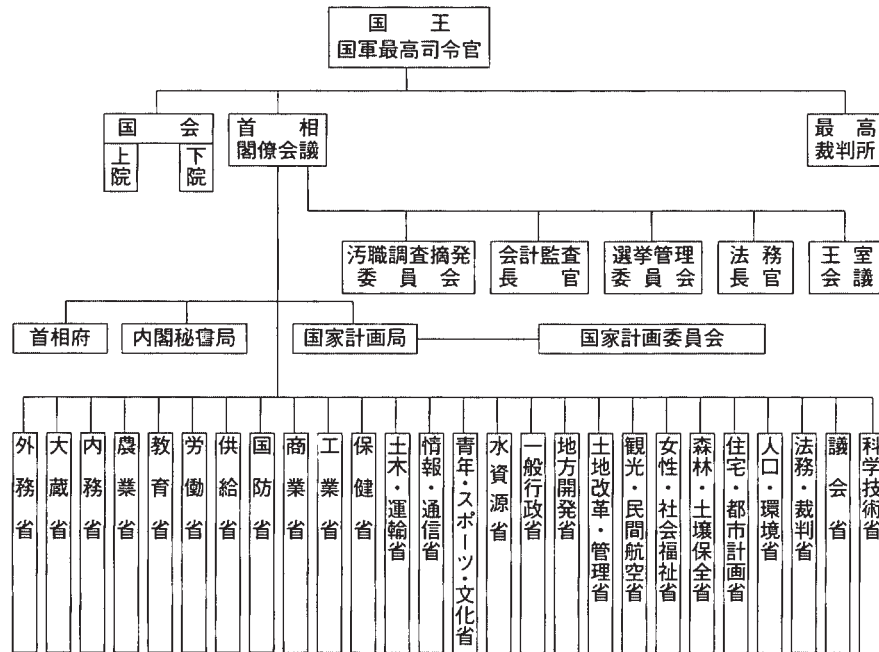 国王
国軍最高司令官
国会
上院
下院
首相
閣僚会議
最高
裁判所
汚職調査摘発
委員会
会計監査
長官
選挙管理
委員会
法務
長官
王室
会議
首相府
内閣秘書局
国家計画局
国家計画委員会
外務省
大蔵省
内務省
農業省
教育省
労働省
供給省
国防省
商業省
工業省
保健省
土木・運輸省
情報・通信省
青年・スポーツ・文化省
水資源省
一般行政省
地方開発省
土地改革・管理省
観光・民間航空省
女性・社会福祉省
森林・土壌保全省
住宅・都市計画省
人口・環境省
法務・裁判省
議会省
科学技術省